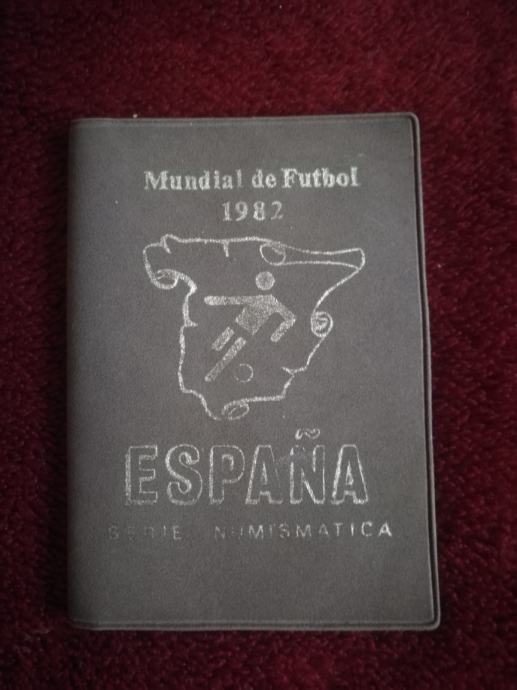 Mundial de Futbol
1982
ESPAÑA
SERIE NUMISMATICA